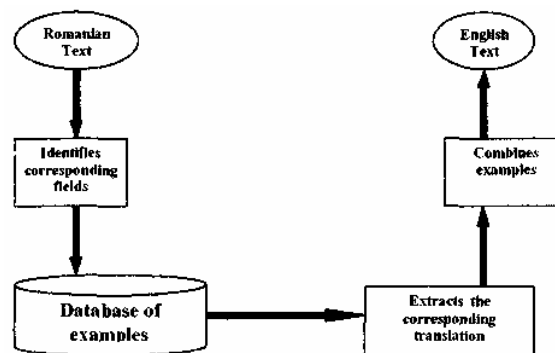 Romanian
Text
Identifies
corresponding
fields
Database of
examples
Extracts the
corresponding
translation
Combines
examples
English
Text